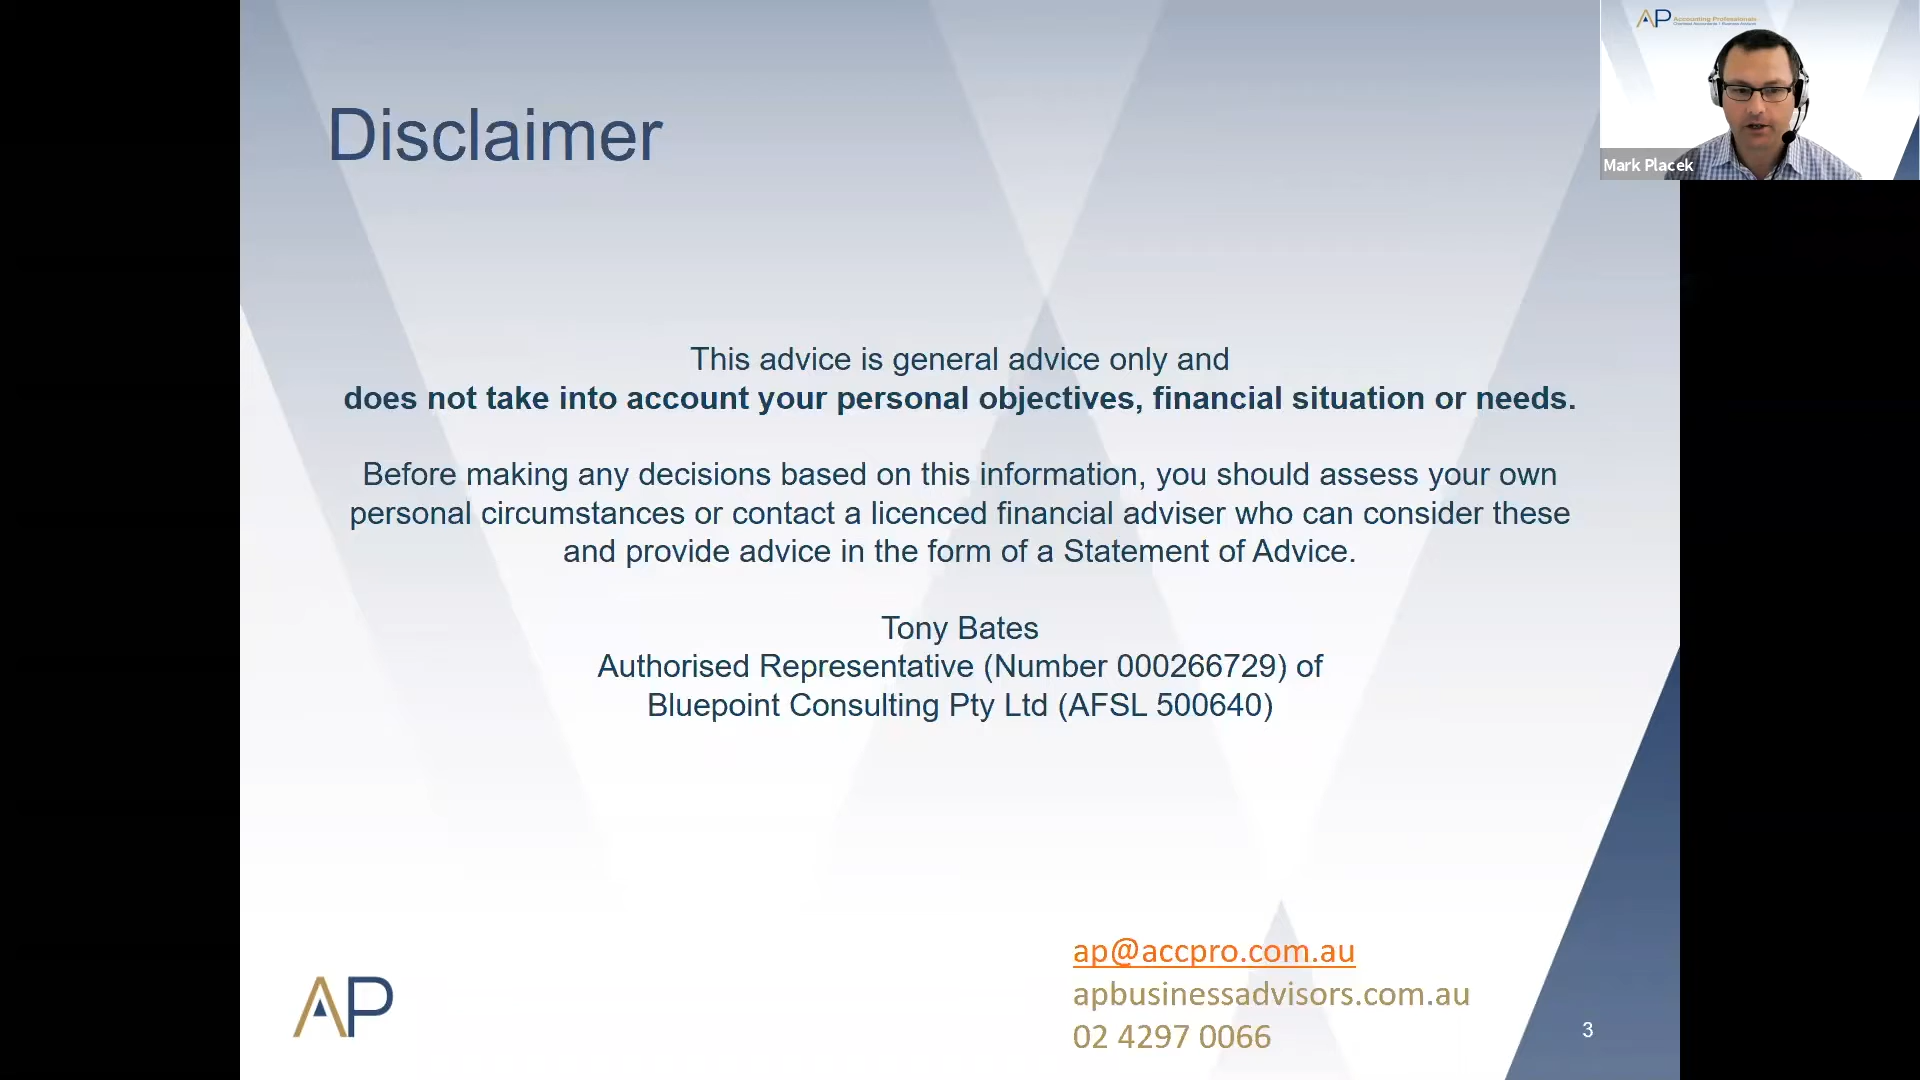 Disclaimer
This advice is general advice only and
does not take into account your personal objectives, financial situation or needs.
Before making any decisions based on this information, you should assess your own
personal circumstances or contact a licenced financial adviser who can consider these
and provide advice in the form of a Statement of Advice.
Tony Bates
Authorised Representative (Number 000266729) of
Bluepoint Consulting Pty Ltd (AFSL 500640)
AP
ap@accpro.com.au
apbusinessadvisors.com.au
02 4297 0066
3
AP Accounting Professionals
Mark Placek